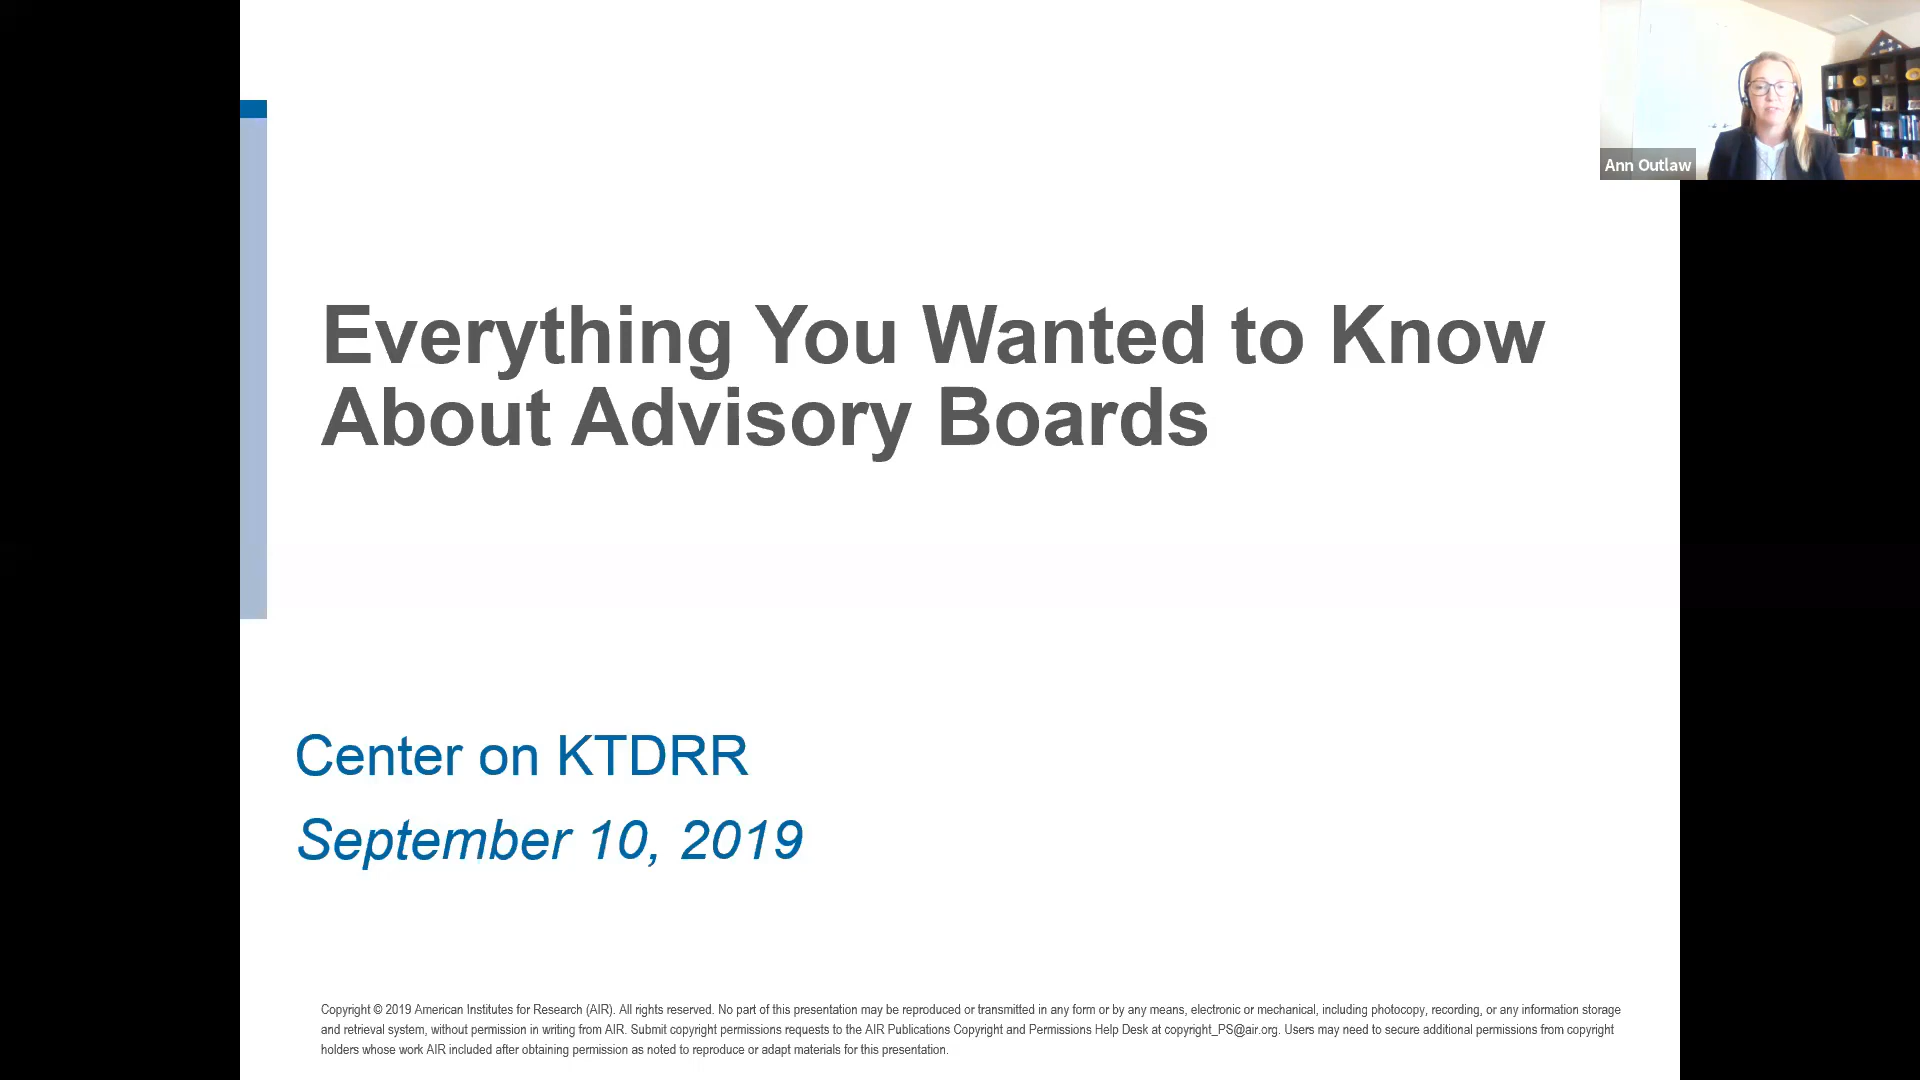 Ann Outlaw
Everything You Wanted to Know
About Advisory Boards
Center on KTDRR
September 10, 2019
Copyright © 2019 American Institutes for Research (AIR). All rights reserved. No part of this presentation may be reproduced or transmitted in any form or by any means, electronic or mechanical, including photocopy, recording, or any information storage
and retrieval system, without permission in writing from AIR. Submit copyright permissions requests to the AIR Publications Copyright and Permissions Help Desk at copyright_PS@air.org. Users may need to secure additional permissions from copyright
holders whose work AIR included after obtaining permission as noted to reproduce or adapt materials for this presentation.